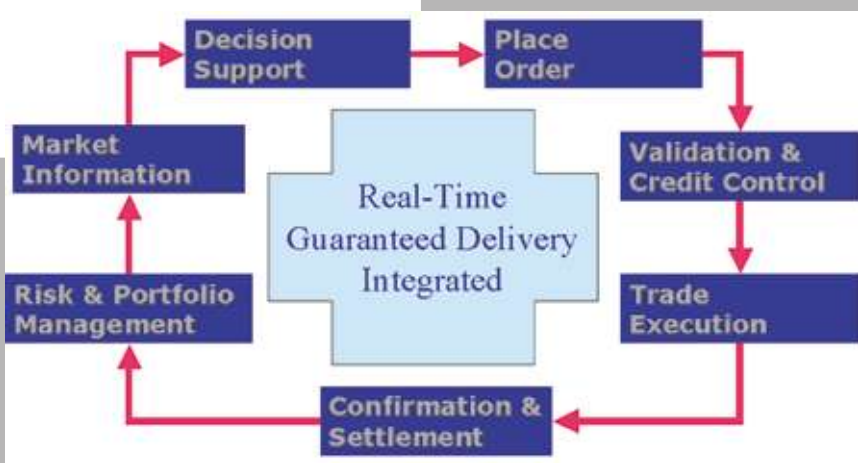 Decision
Support
Place
Order
Market
Information
Validation &
Credit Control
Real-Time
Guaranteed Delivery
Integrated
Risk & Portfolio
Management
Trade
Execution
Confirmation &
Settlement